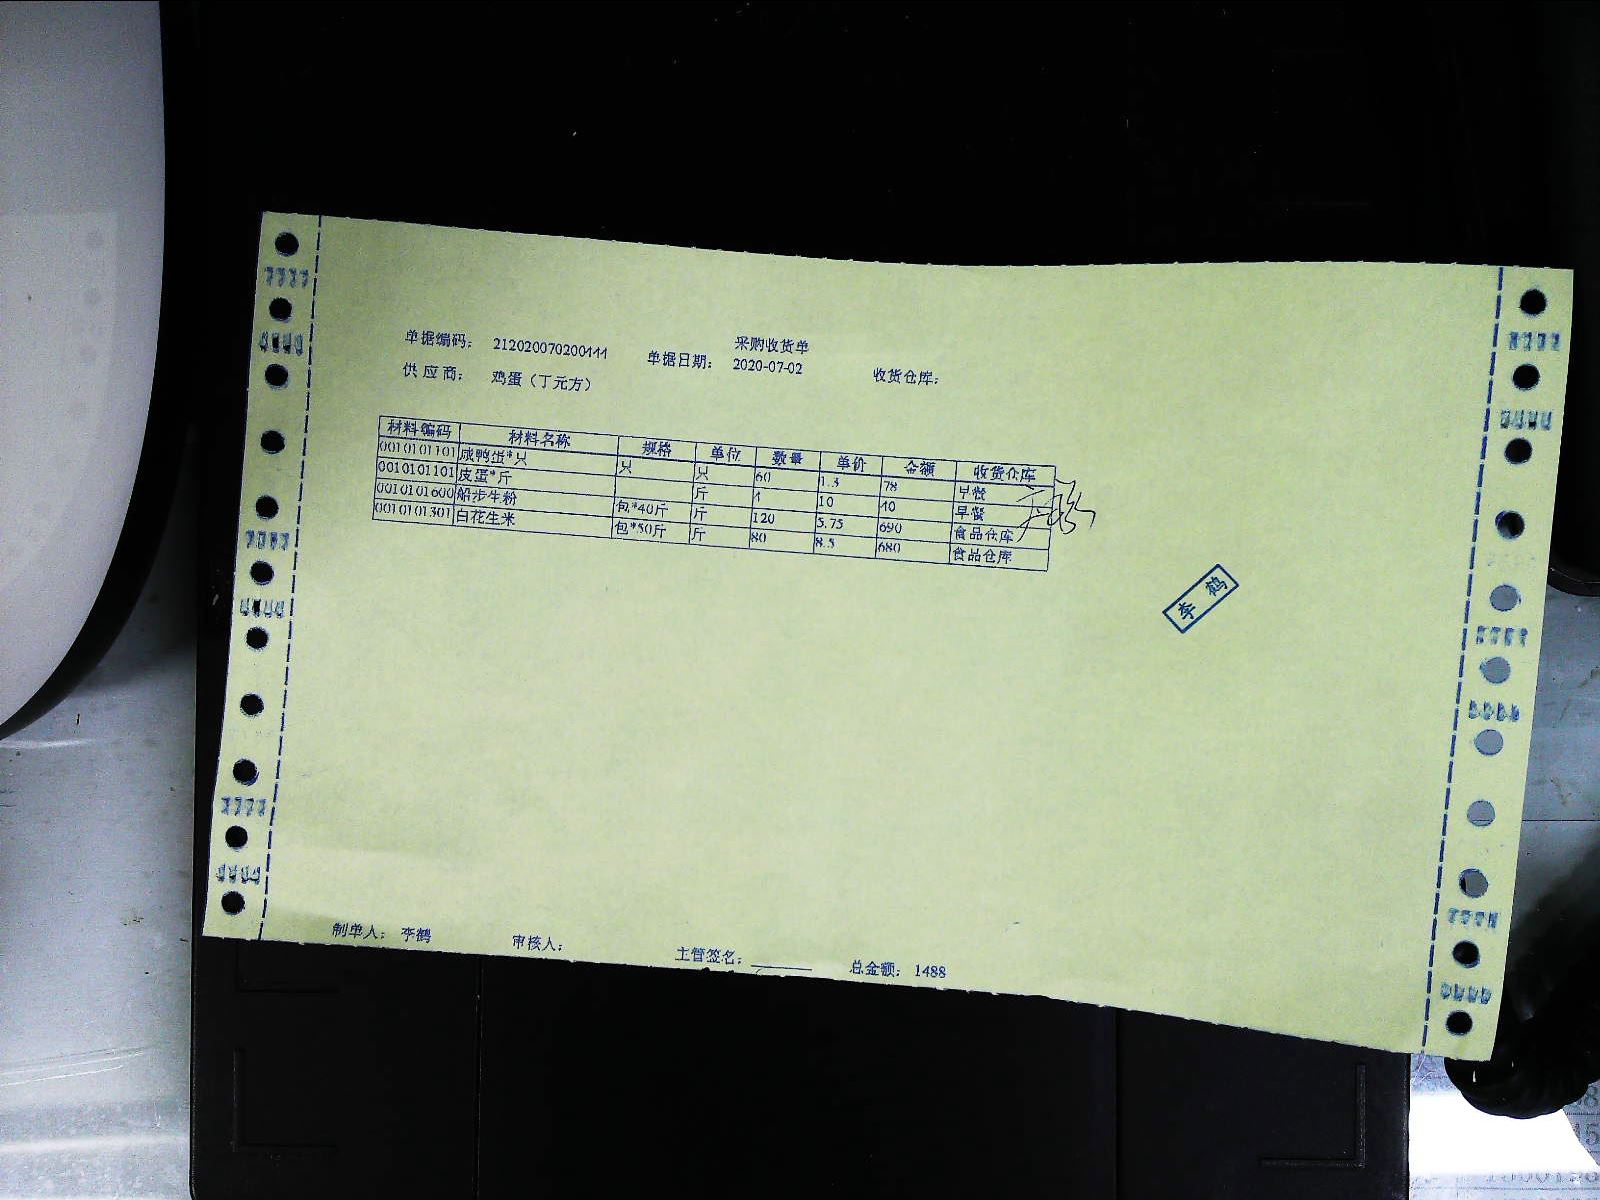 采购收货单
单据编码： 212020070200444 单据日期： 2020-07-02 收货仓库：
供应商： 鸡蛋（丁元方）
材料编码 材料名称 规格 单位 数量 单价 金额 收货仓库
0010101101 咸鸭蛋*只 只 只 60 1.3 78 早餐
0010101101 皮蛋*斤 斤 4 10 40 早餐
0010101600 船步生粉 包*40斤 斤 120 5.75 690 食品仓库
0010101301 白花生米 包*50斤 斤 80 8.5 680 食品仓库
李鹤
制单人： 李鹤 审核人： 主管签名： 总金额： 1488